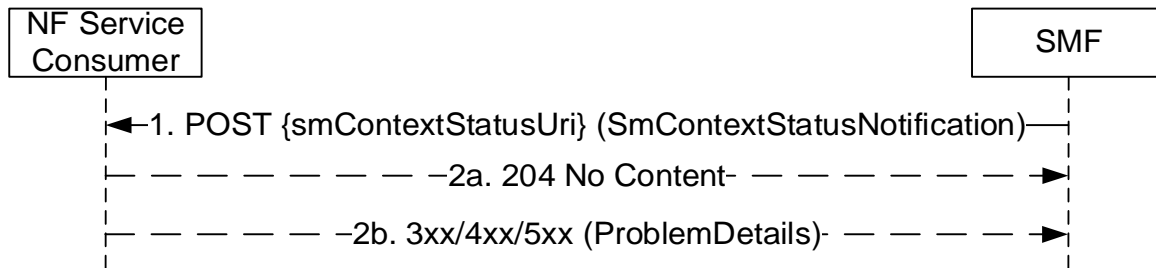 NF Service
Consumer
SMF
1. POST {smContextStatusUri} (SmContextStatusNotification)
2a. 204 No Content
2b. 3xx/4xx/5xx (ProblemDetails)